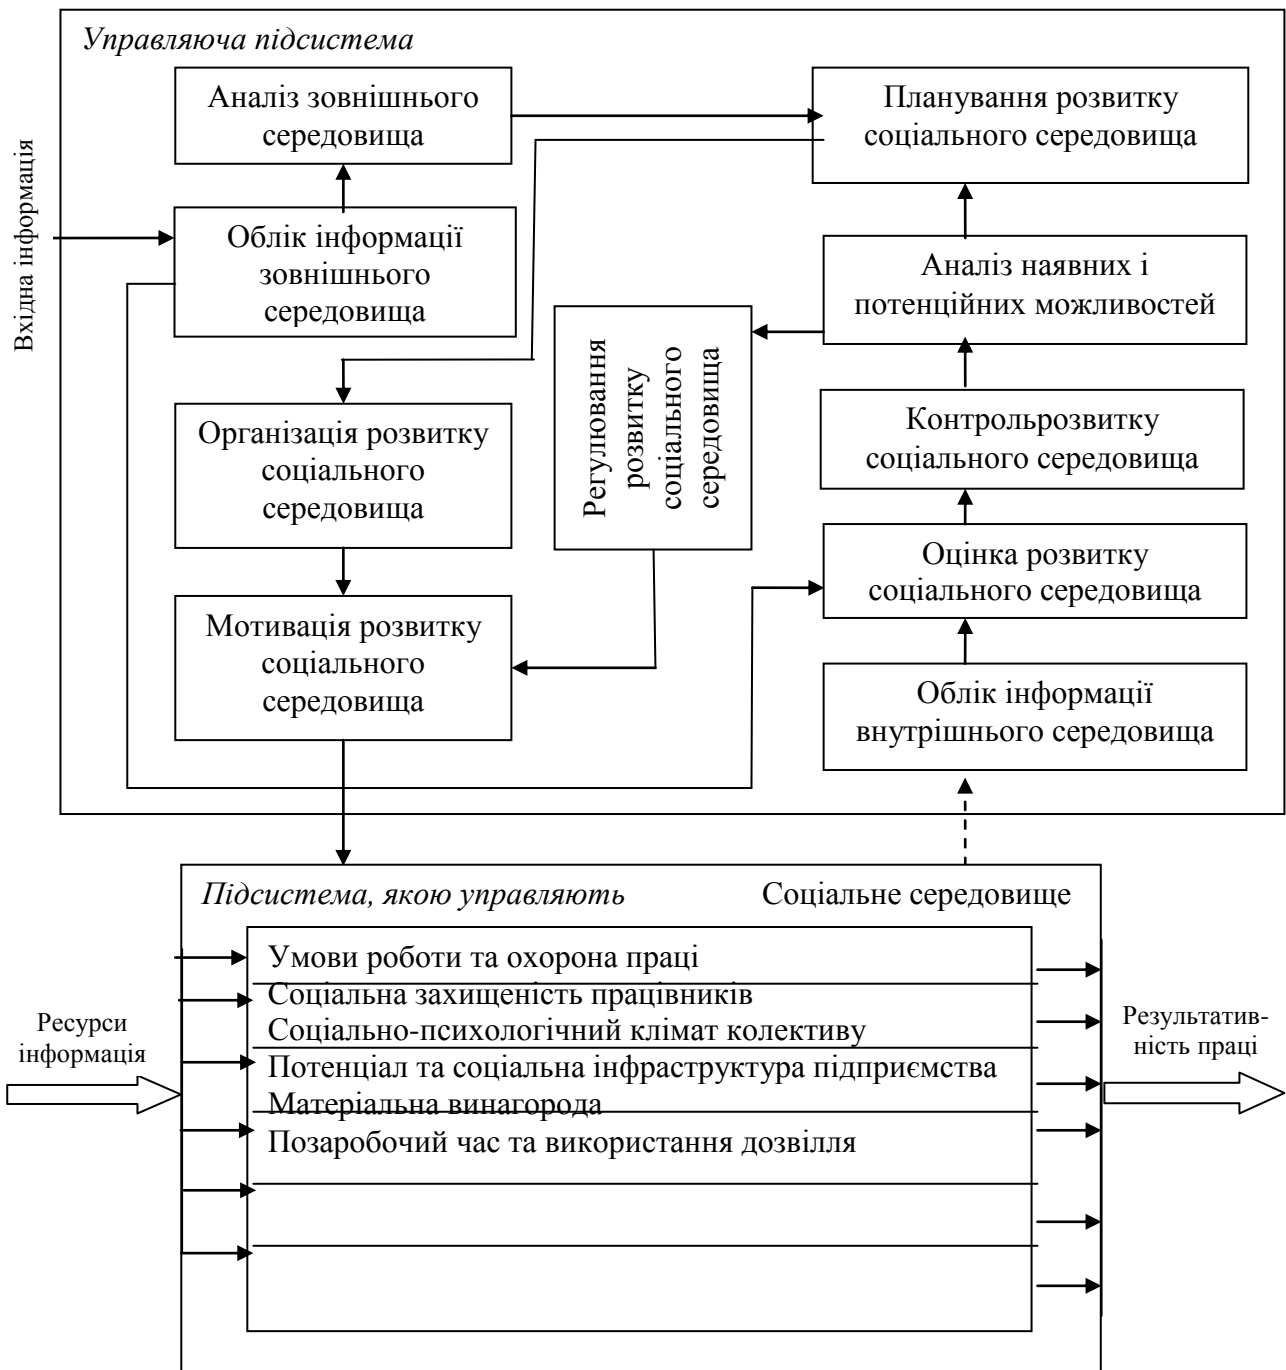 Управляюча підсистема
Аналіз зовнішнього
середовища
Планування розвитку
соціального середовища
Вхідна інформація
Облік інформації
зовнішнього
середовища
Аналіз наявних і
потенційних можливостей
Регулювання
розвитку
соціального
середовища
Організація розвитку
соціального
середовища
Контрольрозвитку
соціального середовища
Оцінка розвитку
соціального середовища
Мотивація розвитку
соціального
середовища
Облік інформації
внутрішнього середовища
Підсистема, якою управляють
Соціальне середовище
Ресурси
інформація
Умови роботи та охорона праці
Соціальна захищеність працівників
Соціально-психологічний клімат колективу
Потенціал та соціальна інфраструктура підприємства
Матеріальна винагорода
Позаробочий час та використання дозвілля
Результатив-
ність праці